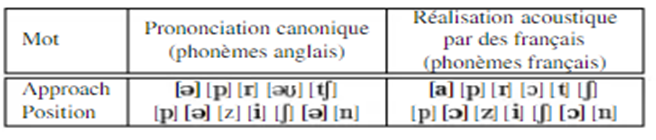 Mot | Prononciation canonique (phonèmes anglais) | Réalisation acoustique par des français (phonèmes français)
Approach | [ə] [p] [r] [əʊ] [tʃ] | [a] [p] [r] [ɔ] [t] [ʃ]
Position | [p] [ə] [z] [i] [ʃ] [ə] [n] | [p] [ɔ] [z] [i] [ʃ] [ɔ] [n]